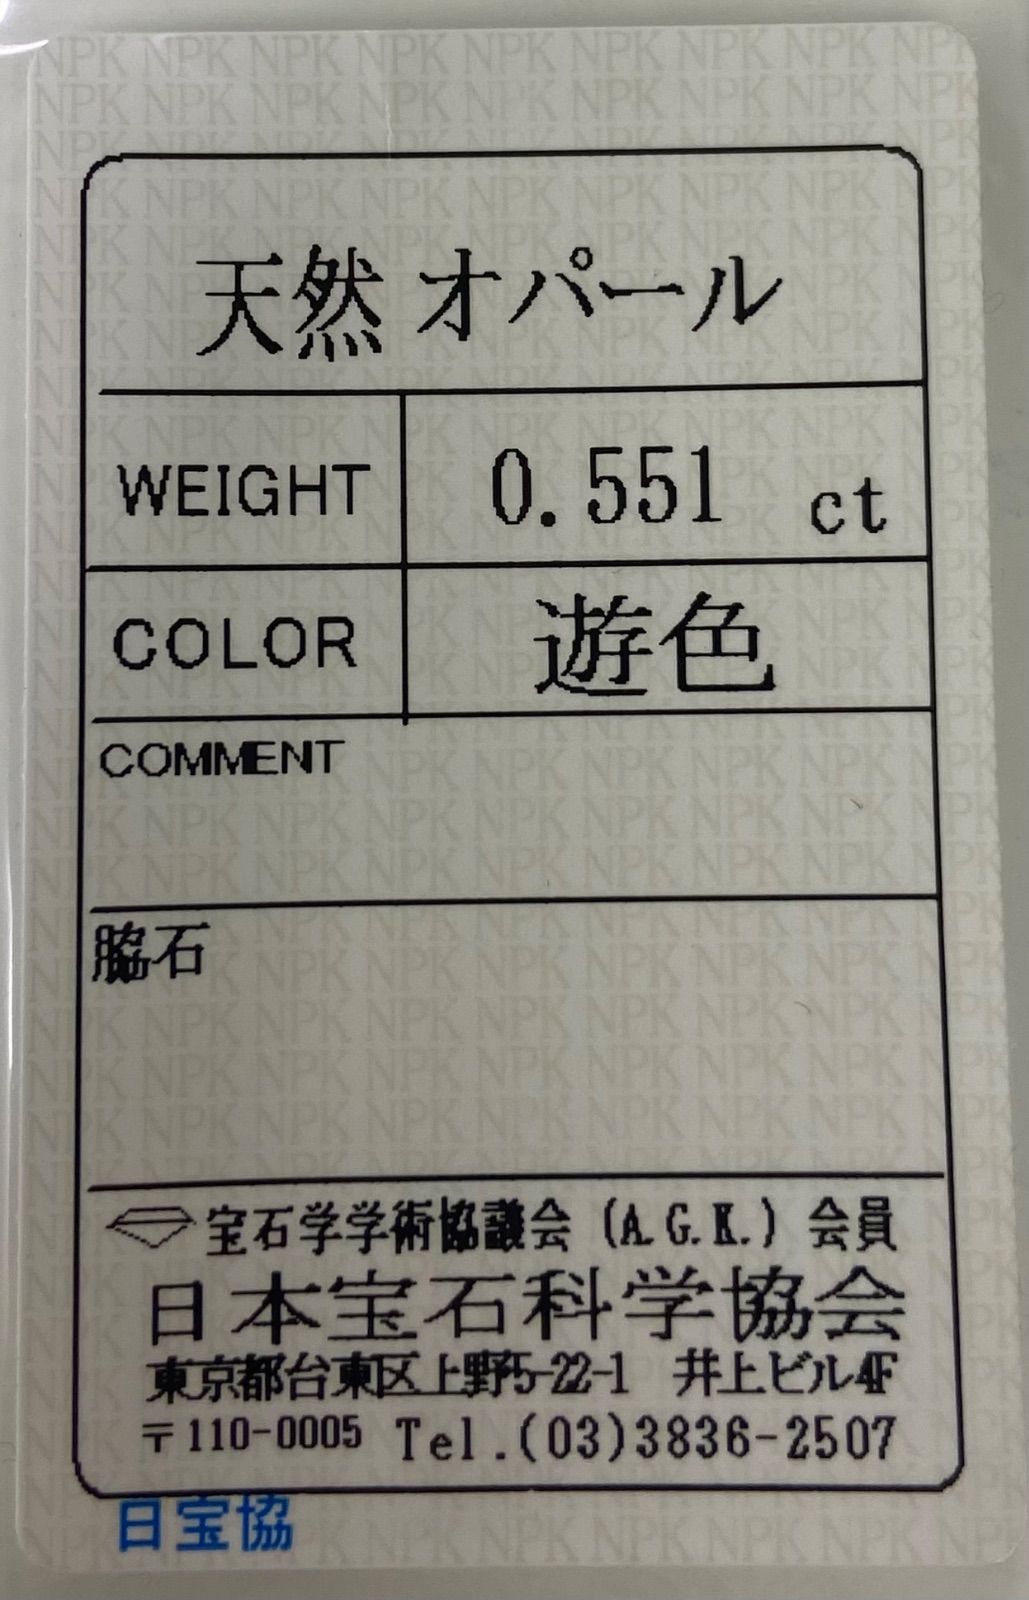 天然 オパール
WEIGHT 0.551 ct
COLOR 遊色
COMMENT
脇石
宝石学学術協議会 (A.G.K.) 会員
日本宝石科学協会
東京都台東区上野5-22-1 井上ビル4F
〒110-0005 Tel.(03)3836-2507
日宝協
NPK